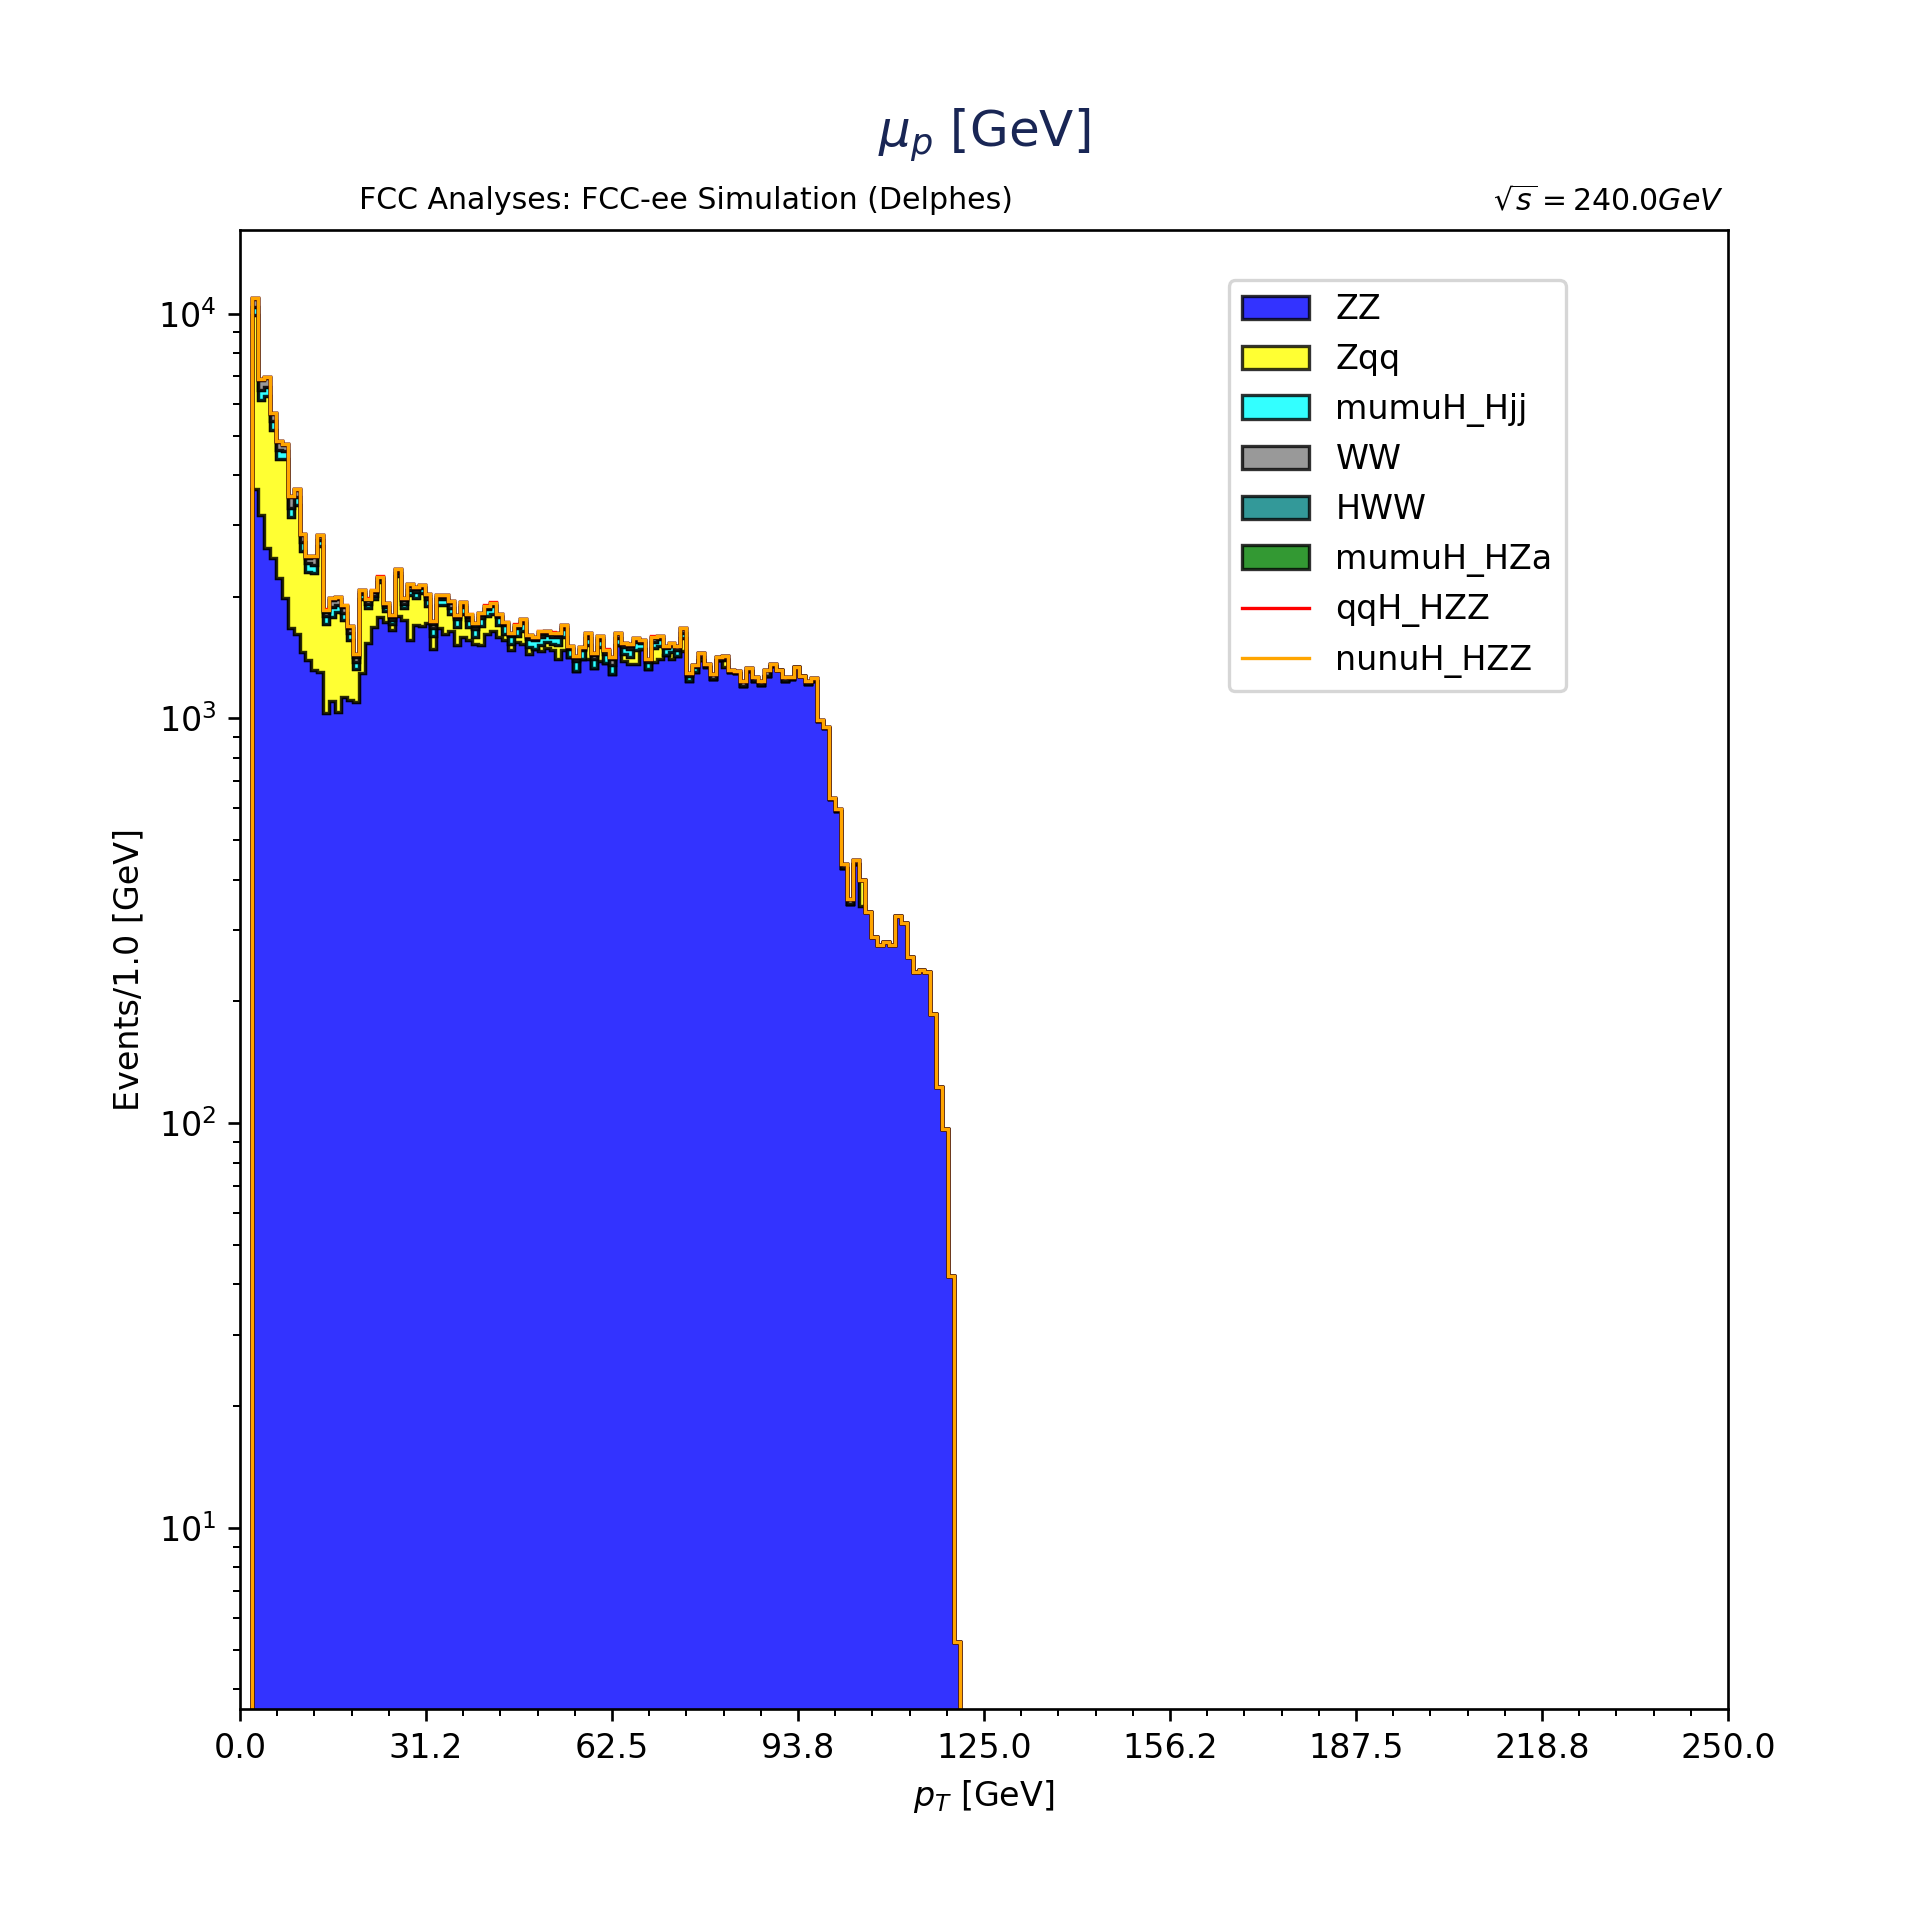 μ_p [GeV]
FCC Analyses: FCC-ee Simulation (Delphes)
√s = 240.0GeV
ZZ
Zqq
mumuH_Hjj
WW
HWW
mumuH_HZa
qqH_HZZ
nunuH_HZZ
10^4
10^3
10^2
10^1
Events/1.0 [GeV]
0.0 31.2 62.5 93.8 125.0 156.2 187.5 218.8 250.0
p_T [GeV]